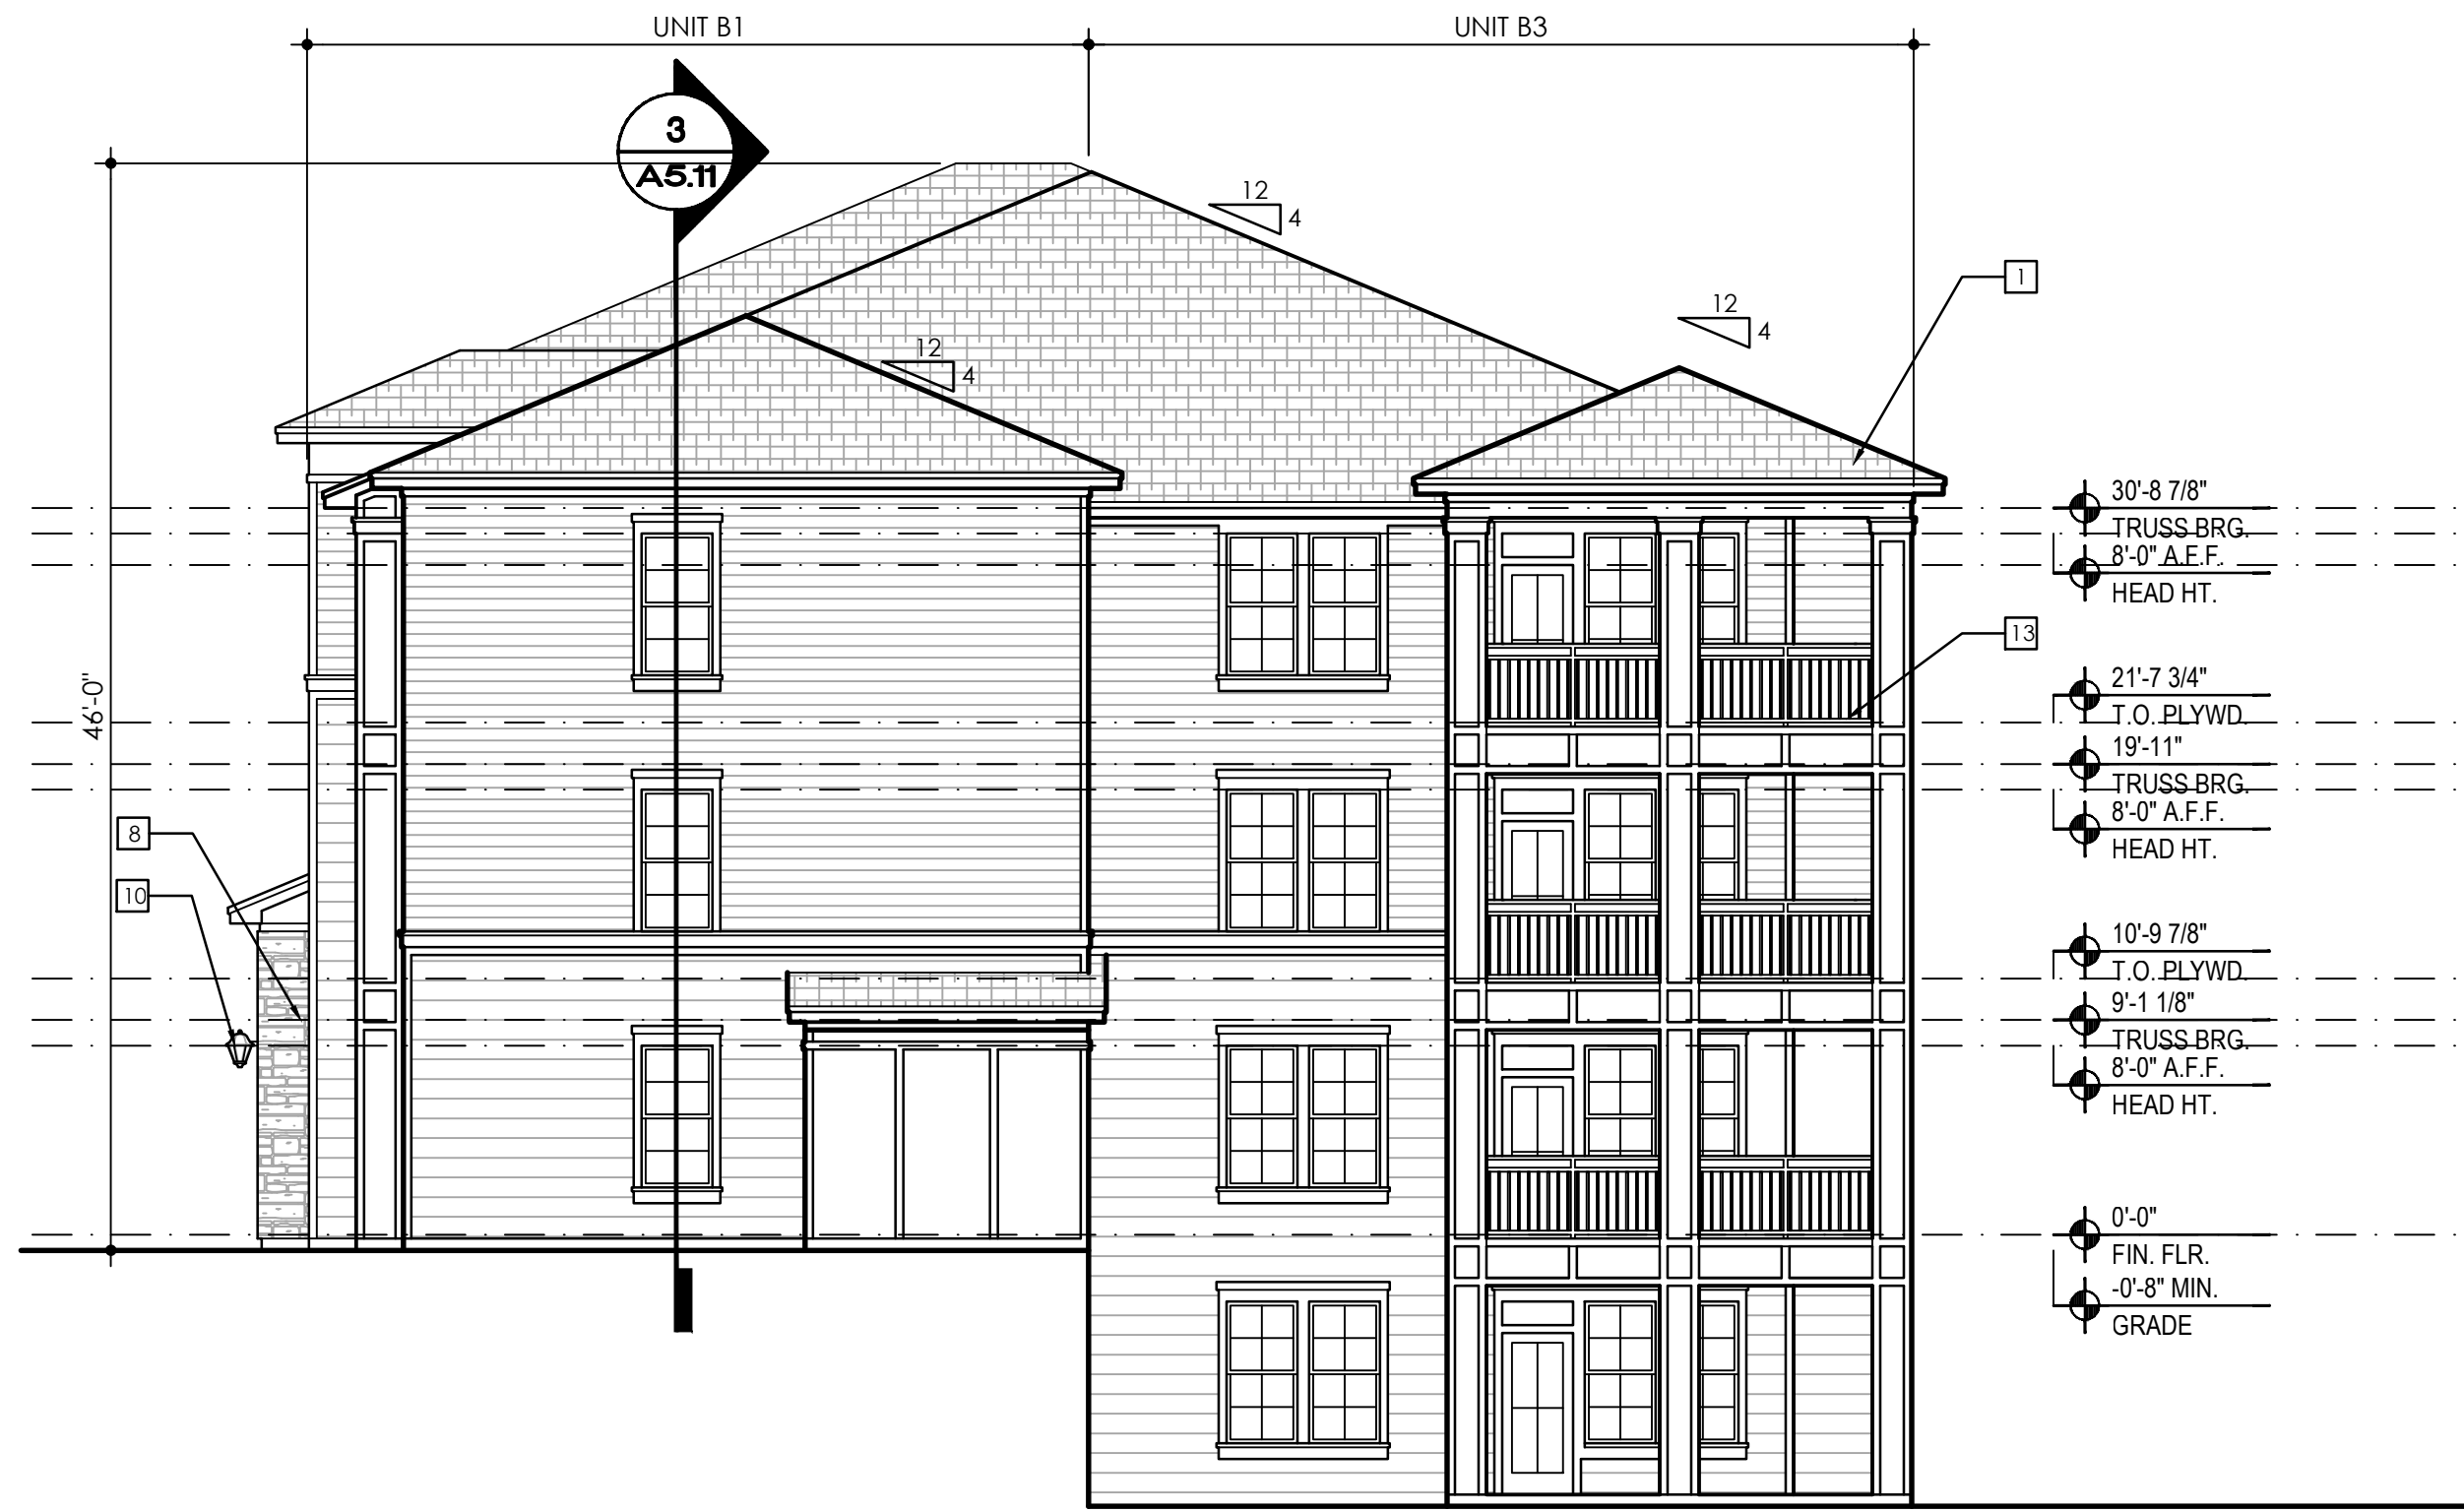 UNIT B1
UNIT B3
3
A5.11
12
4
12
4
12
4
1
46'-0"
30'-8 7/8"
TRUSS BRG.
8'-0" A.F.F.
HEAD HT.
13
21'-7 3/4"
T.O. PLYWD.
19'-11"
TRUSS BRG.
8'-0" A.F.F.
HEAD HT.
8
10
10'-9 7/8"
T.O. PLYWD.
9'-1 1/8"
TRUSS BRG.
8'-0" A.F.F.
HEAD HT.
0'-0"
FIN. FLR.
-0'-8" MIN.
GRADE